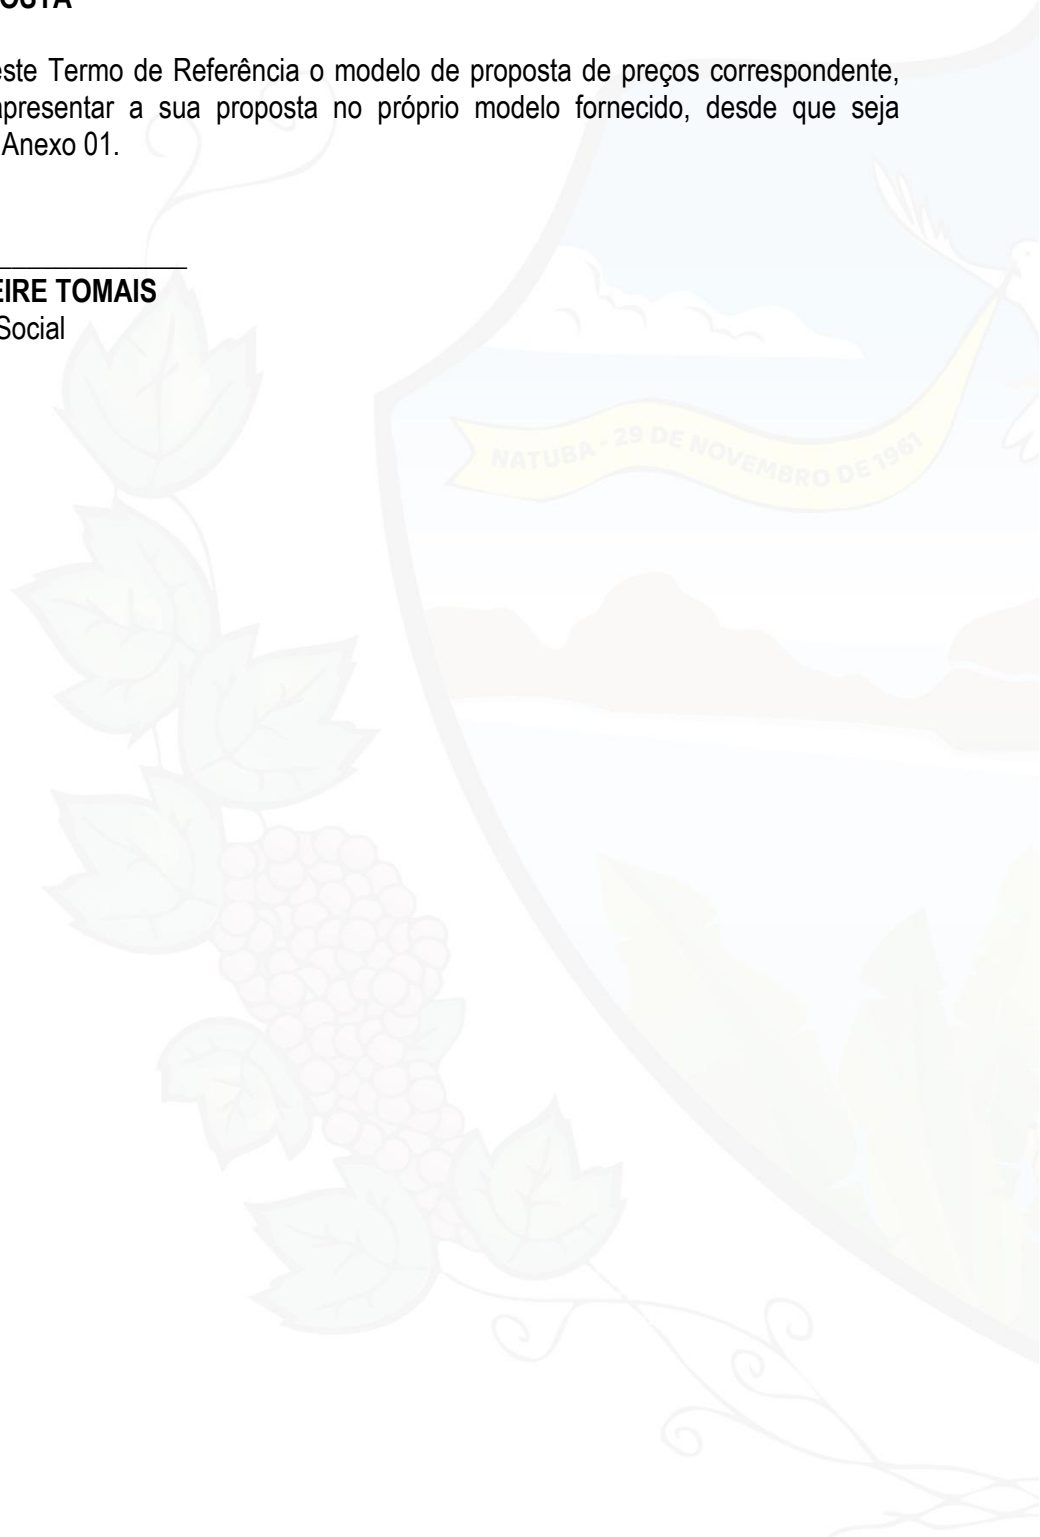 OSTA
este Termo de Referência o modelo de proposta de preços correspondente,
apresentar a sua proposta no próprio modelo fornecido, desde que seja
Anexo 01.
EIRE TOMAIS
Social
NATUBA - 29 DE NOVEMBRO DE 1961